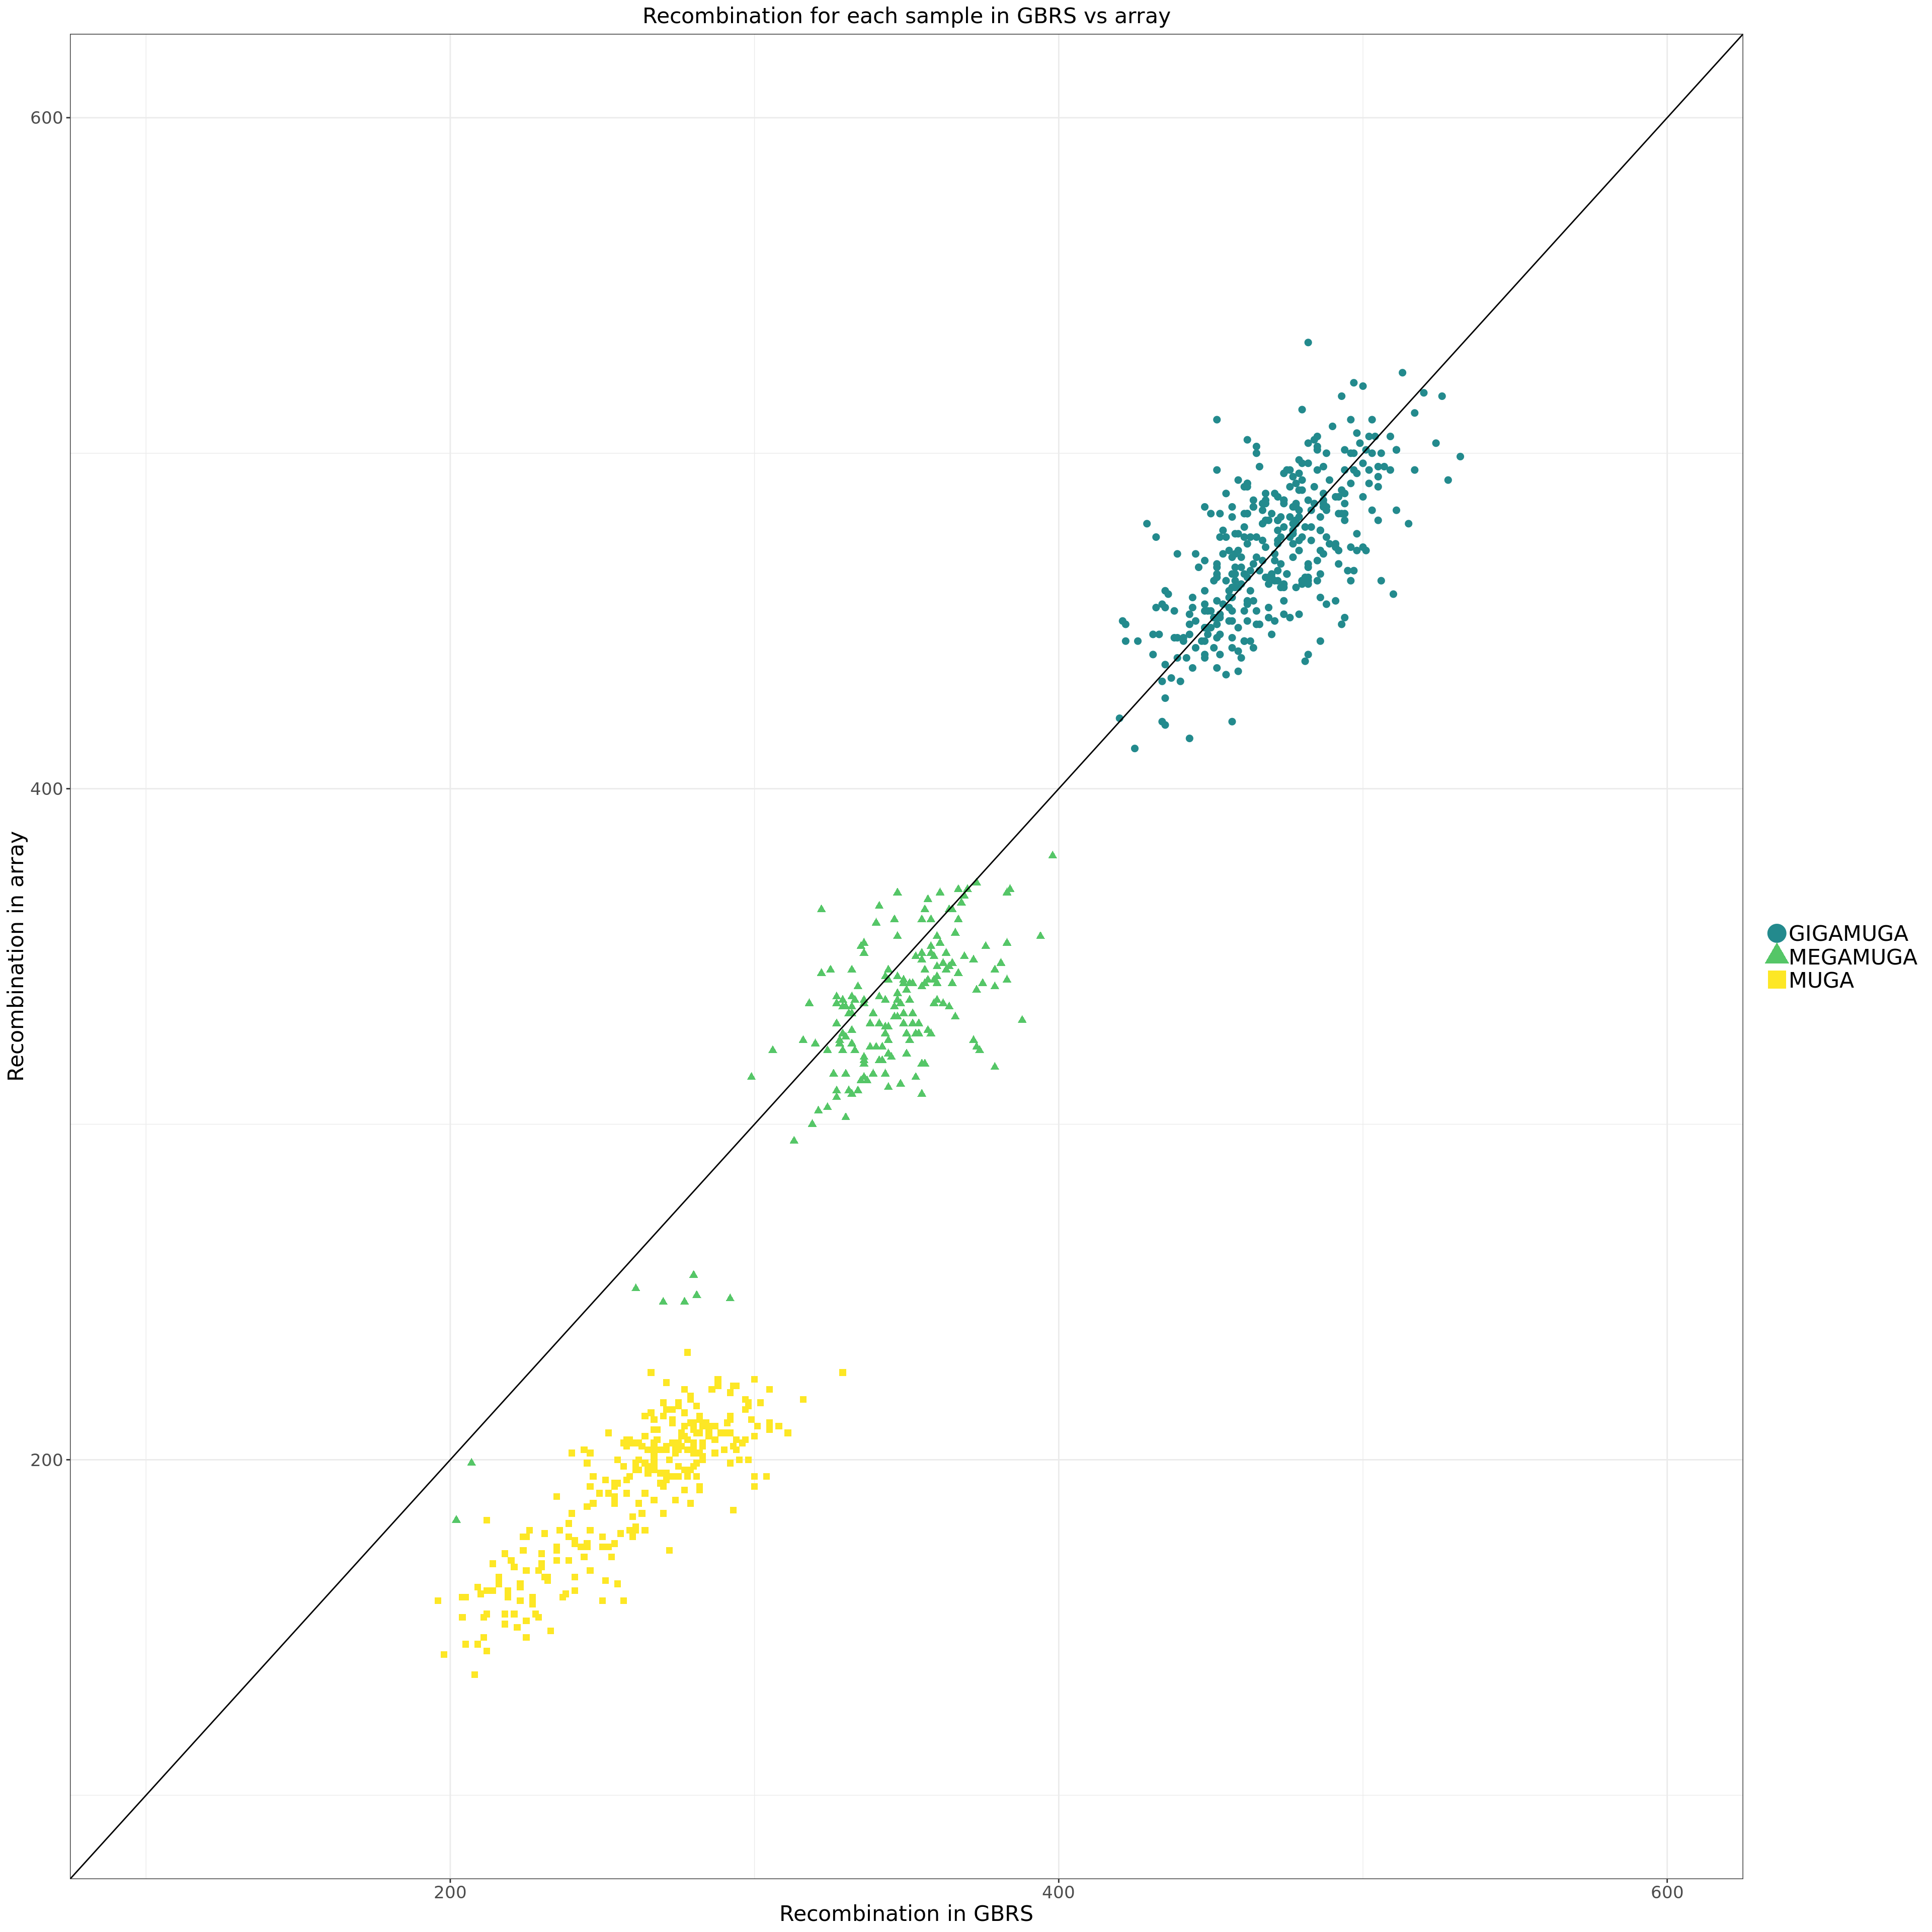 Recombination for each sample in GBRS vs array
600
400
200
Recombination in array
200
400
600
Recombination in GBRS
GIGAMUGA
MEGAMUGA
MUGA